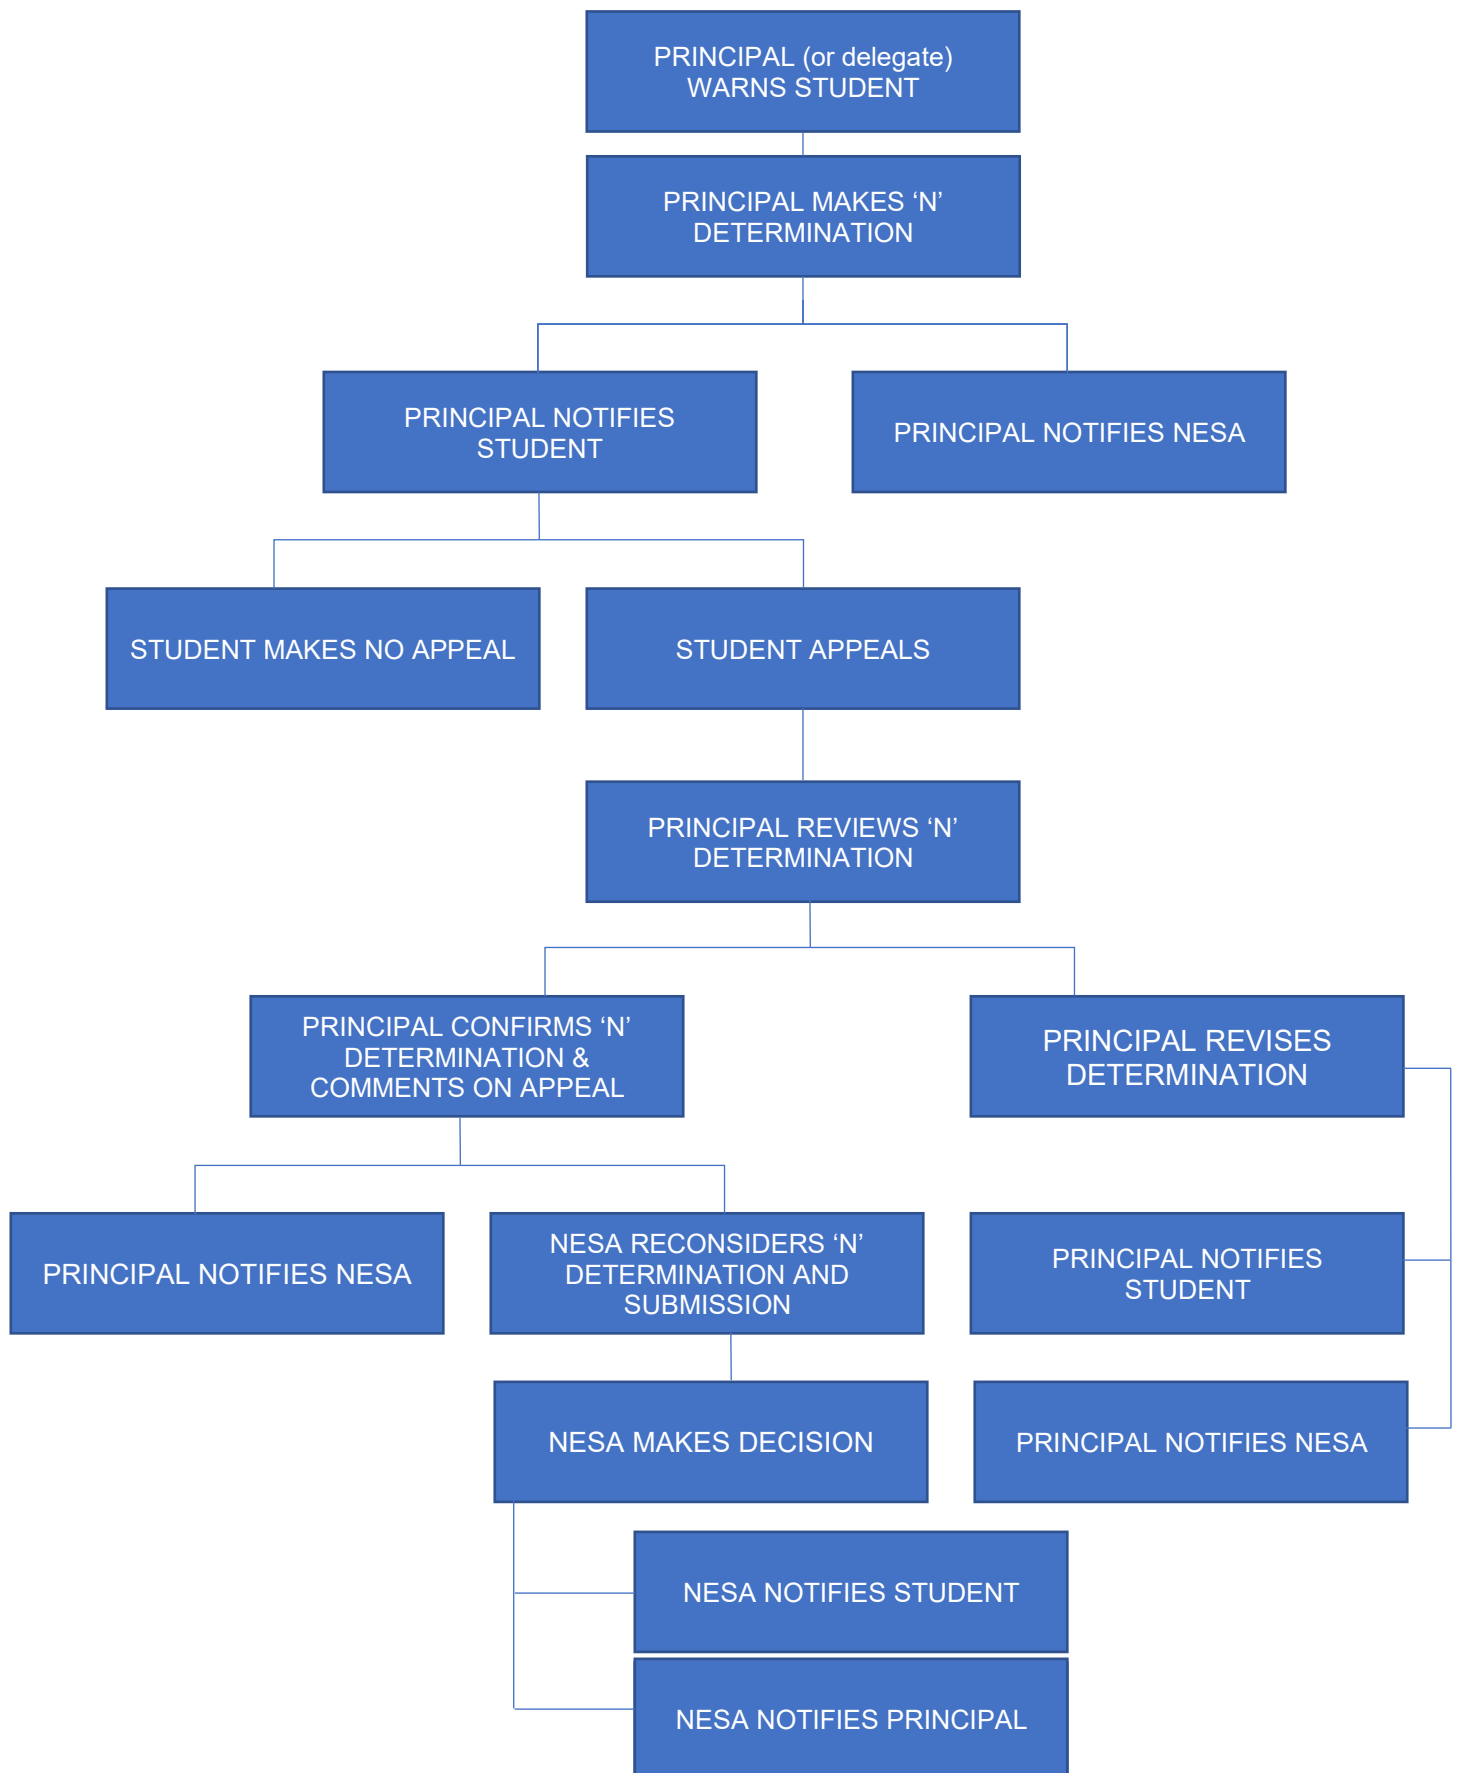 PRINCIPAL (or delegate)
WARNS STUDENT
PRINCIPAL MAKES ‘N’
DETERMINATION
PRINCIPAL NOTIFIES
STUDENT
PRINCIPAL NOTIFIES NESA
STUDENT MAKES NO APPEAL
STUDENT APPEALS
PRINCIPAL REVIEWS ‘N’
DETERMINATION
PRINCIPAL CONFIRMS ‘N’
DETERMINATION &
COMMENTS ON APPEAL
PRINCIPAL REVISES
DETERMINATION
PRINCIPAL NOTIFIES NESA
NESA RECONSIDERS ‘N’
DETERMINATION AND
SUBMISSION
PRINCIPAL NOTIFIES
STUDENT
NESA MAKES DECISION
PRINCIPAL NOTIFIES NESA
NESA NOTIFIES STUDENT
NESA NOTIFIES PRINCIPAL